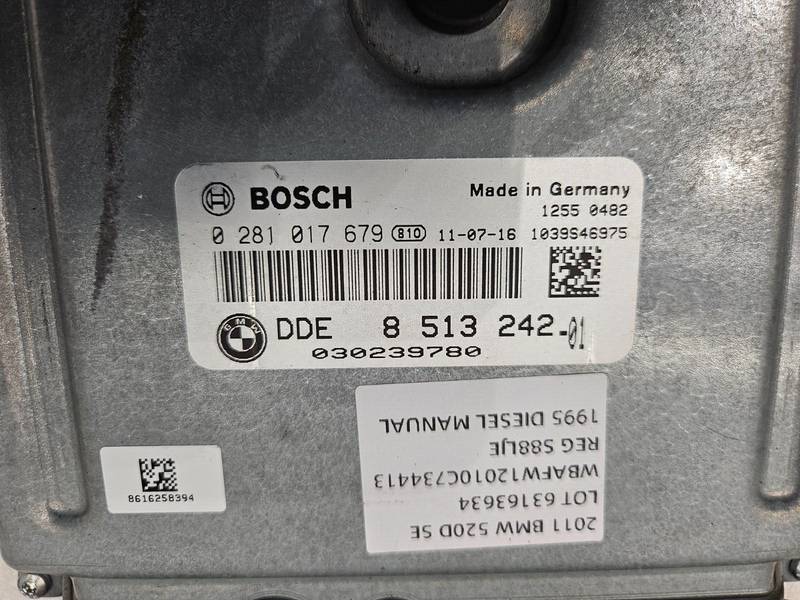 BOSCH
Made in Germany
1255 0482
0 281 017 679 810 11-07-16 1039S46975
BMW DDE 8 513 242-01
030239780
8616258394
2011 BMW 520D SE
LOT 63163634
WBAFW12010C734413
REG S88LJE
1995 DIESEL MANUAL